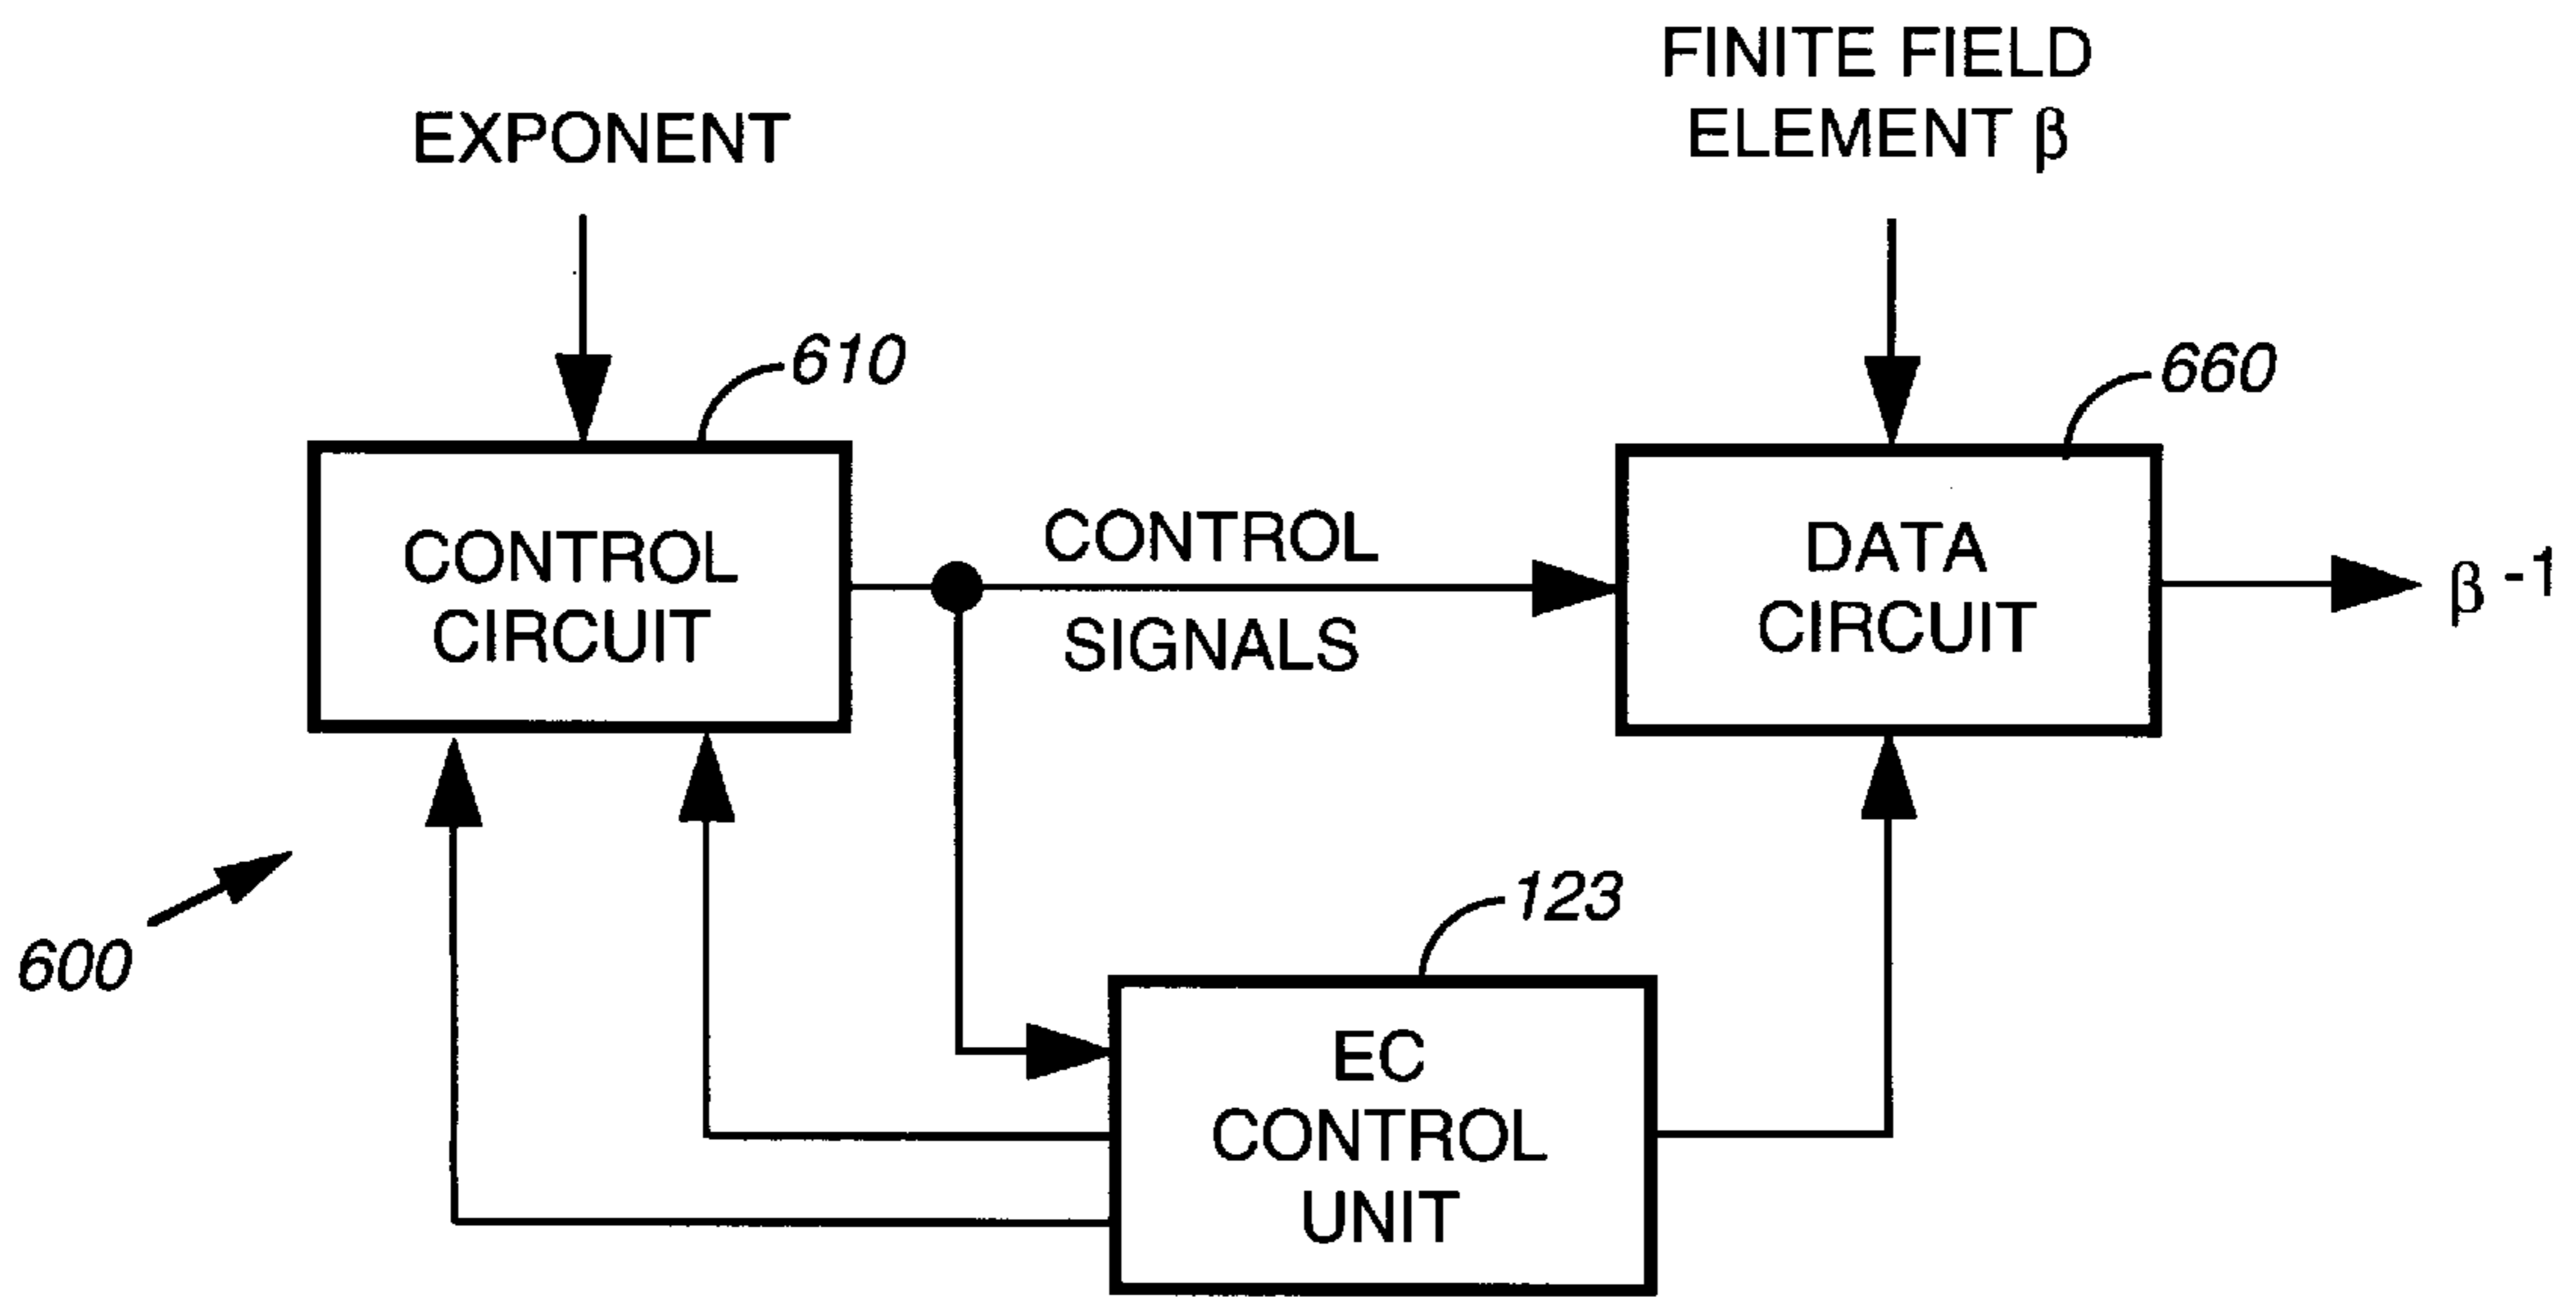 EXPONENT
FINITE FIELD
ELEMENT β
610
660
CONTROL
CIRCUIT
CONTROL
SIGNALS
DATA
CIRCUIT
β -1
600
123
EC
CONTROL
UNIT